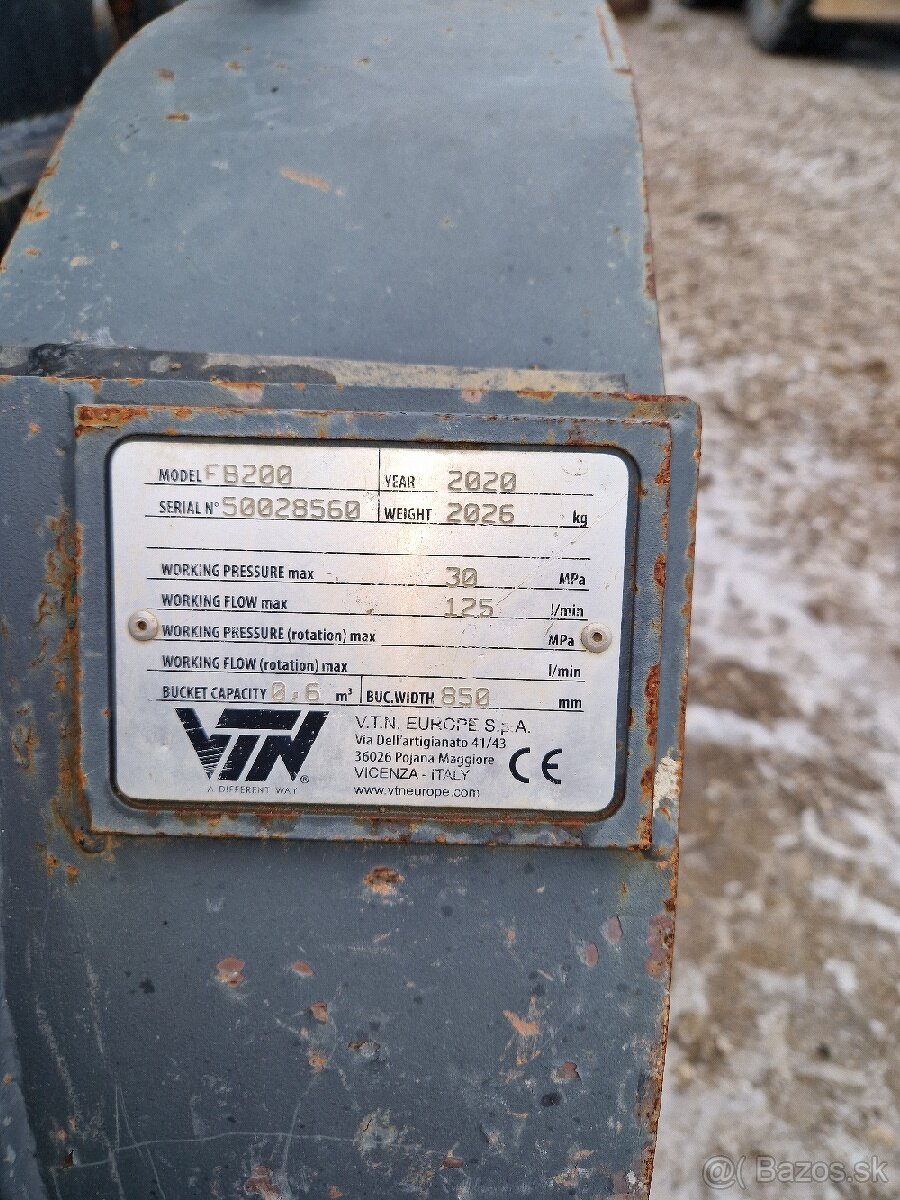 MODEL FB200 YEAR 2020
SERIAL N° 50028560 WEIGHT 2026 kg
WORKING PRESSURE max 30 MPa
WORKING FLOW max 125 l/min
WORKING PRESSURE (rotation) max MPa
WORKING FLOW (rotation) max l/min
BUCKET CAPACITY 0.6 m³ BUC.WIDTH 850 mm
VTN®
A DIFFERENT WAY
V.T.N. EUROPE S.p.A.
Via Dell'artigianato 41/43
36026 Pojana Maggiore
VICENZA - ITALY
www.vtneurope.com
CE
@( Bazos.sk